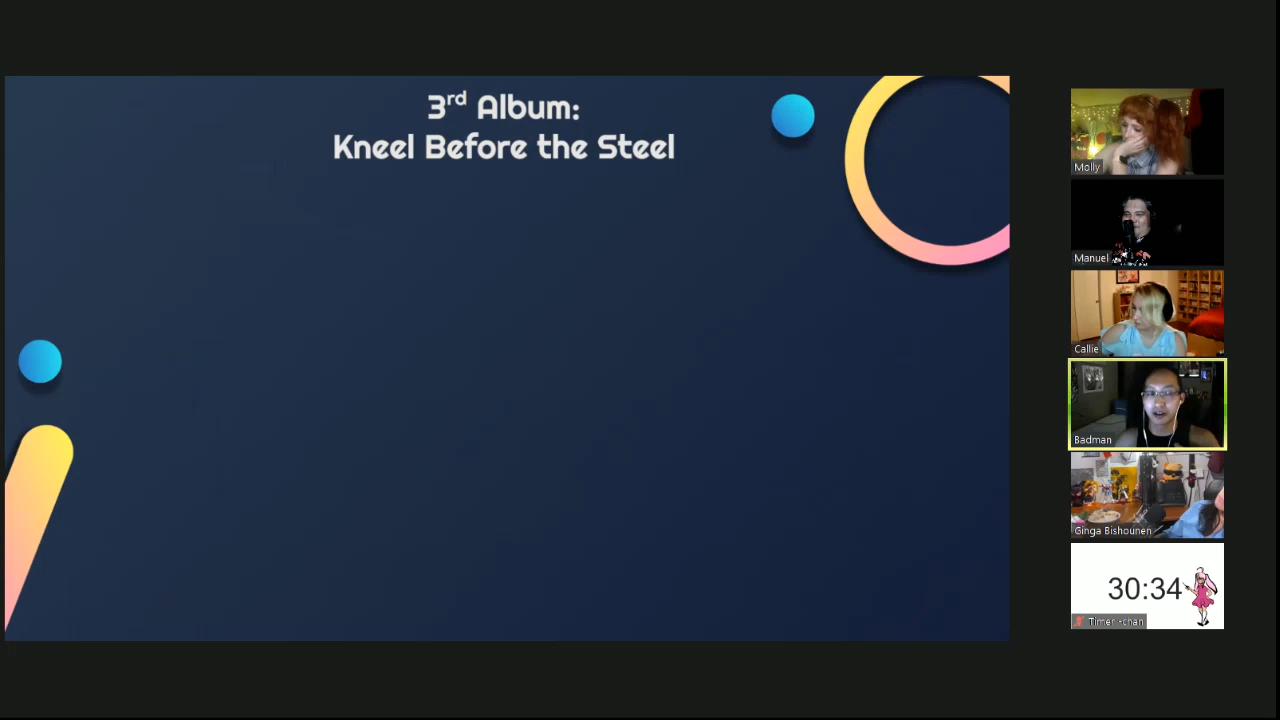 3rd Album:
Kneel Before the Steel
Molly
Manuel
Callie
Badman
Ginga Bishounen
30:34
Timer -chan